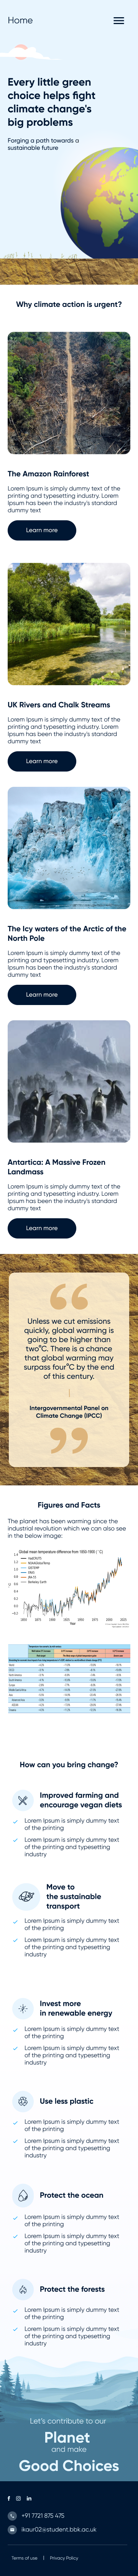 Home
Every little green
choice helps fight
climate change's
big problems
Forging a path towards a
sustainable future
Why climate action is urgent?
The Amazon Rainforest
Lorem Ipsum is simply dummy text of the
printing and typesetting industry. Lorem
Ipsum has been the industry's standard
dummy text
Learn more
UK Rivers and Chalk Streams
Lorem Ipsum is simply dummy text of the
printing and typesetting industry. Lorem
Ipsum has been the industry's standard
dummy text
Learn more
The Icy waters of the Arctic of the
North Pole
Lorem Ipsum is simply dummy text of the
printing and typesetting industry. Lorem
Ipsum has been the industry's standard
dummy text
Learn more
Antartica: A Massive Frozen
Landmass
Lorem Ipsum is simply dummy text of the
printing and typesetting industry. Lorem
Ipsum has been the industry's standard
dummy text
Learn more
Unless we cut emissions
quickly, global warming is
going to be higher than
two°C. There is a chance
that global warming may
surpass four°C by the end
of this century.
Intergovernmental Panel on
Climate Change (IPCC)
Figures and Facts
The planet has been warming since the
industrial revolution which we can also see
in the below image:
Global mean temperature difference from 1850-1900 (°C)
Year
How can you bring change?
Improved farming and
encourage vegan diets
Lorem Ipsum is simply dummy text
of the printing
Lorem Ipsum is simply dummy text
of the printing and typesetting
industry
Move to
the sustainable
transport
Lorem Ipsum is simply dummy text
of the printing
Lorem Ipsum is simply dummy text
of the printing and typesetting
industry
Invest more
in renewable energy
Lorem Ipsum is simply dummy text
of the printing
Lorem Ipsum is simply dummy text
of the printing and typesetting
industry
Use less plastic
Lorem Ipsum is simply dummy text
of the printing
Lorem Ipsum is simply dummy text
of the printing and typesetting
industry
Protect the ocean
Lorem Ipsum is simply dummy text
of the printing
Lorem Ipsum is simply dummy text
of the printing and typesetting
industry
Protect the forests
Lorem Ipsum is simply dummy text
of the printing
Lorem Ipsum is simply dummy text
of the printing and typesetting
industry
Let's contribute to our
Planet
and make
Good Choices
+91 7721 875 475
ikaur02@student.bbk.ac.uk
Terms of use | Privacy Policy